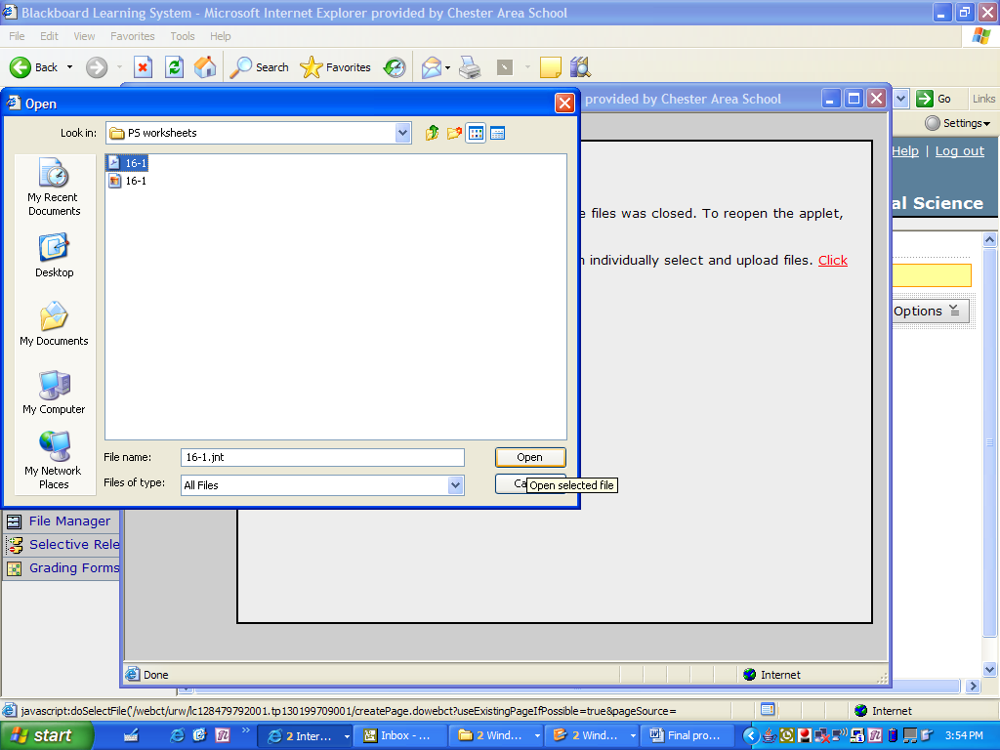 Blackboard Learning System - Microsoft Internet Explorer provided by Chester Area School
File Edit View Favorites Tools Help
Back Search Favorites
Open
provided by Chester Area School
Go Links
Look in: PS worksheets
Settings
My Recent Documents
Desktop
My Documents
My Computer
My Network Places
16-1
16-1
Help | Log out
al Science
e files was closed. To reopen the applet,
n individually select and upload files. Click
Options
File name: 16-1.jnt Open
Files of type: All Files Ca
Open selected file
File Manager
Selective Rele
Grading Forms
Done Internet
javascript:doSelectFile('/webct/urw/lc128479792001.tp130199709001/createPage.dowebct?useExistingPageIfPossible=true&pageSource= Internet
start 2 Inter... Inbox - ... 2 Wind... 2 Wind... Final pro... 3:54 PM